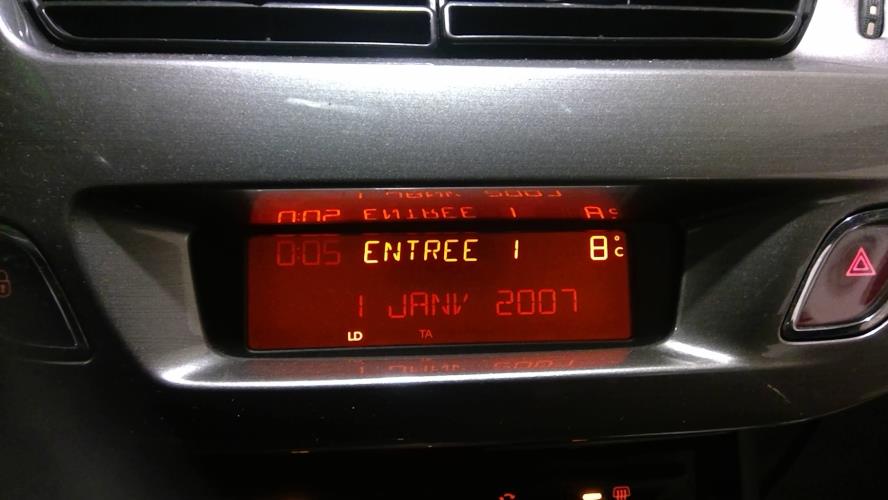 0:05 ENTREE 1 8°C
1 JANV 2007
LD TA